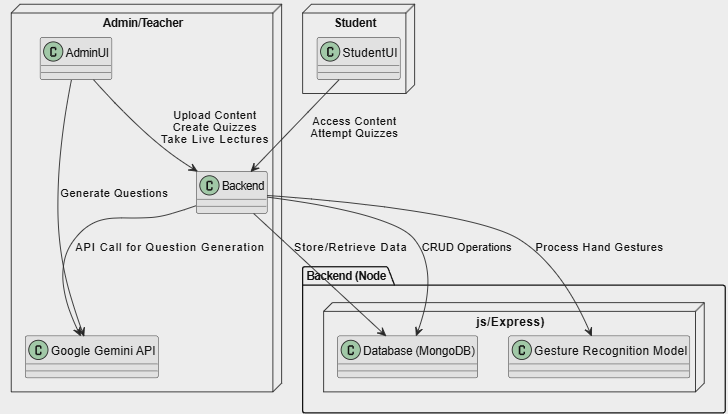 Admin/Teacher
Student
C AdminUI
C StudentUI
Upload Content
Create Quizzes
Take Live Lectures
Access Content
Attempt Quizzes
C Backend
Generate Questions
API Call for Question Generation
Store/Retrieve Data
CRUD Operations
Process Hand Gestures
Backend (Node
js/Express)
C Google Gemini API
C Database (MongoDB)
C Gesture Recognition Model